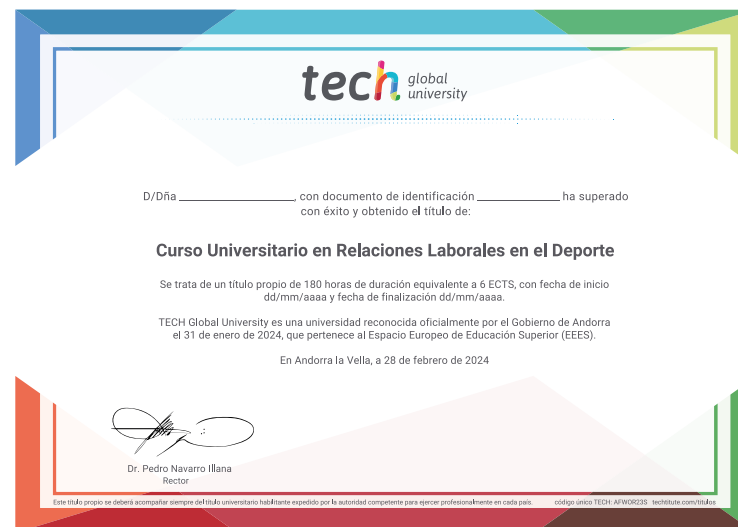 tech global
university
D/Dña ______________, con documento de identificación ______________ ha superado
con éxito y obtenido el título de:
Curso Universitario en Relaciones Laborales en el Deporte
Se trata de un título propio de 180 horas de duración equivalente a 6 ECTS, con fecha de inicio
dd/mm/aaaa y fecha de finalización dd/mm/aaaa.
TECH Global University es una universidad reconocida oficialmente por el Gobierno de Andorra
el 31 de enero de 2024, que pertenece al Espacio Europeo de Educación Superior (EEES).
En Andorra la Vella, a 28 de febrero de 2024
Dr. Pedro Navarro Illana
Rector
Este título propio se deberá acompañar siempre del título universitario habilitante expedido por la autoridad competente para ejercer profesionalmente en cada país. código único TECH: AFWOR23S techtitute.com/titulos